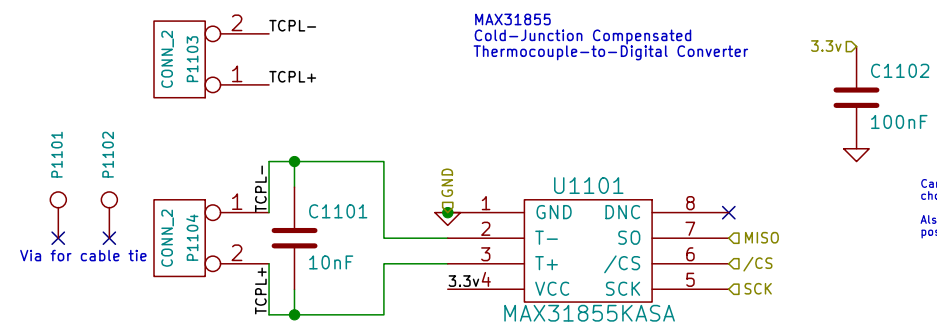 MAX31855
Cold-Junction Compensated
Thermocouple-to-Digital Converter
CONN_2
P1103
2
TCPL-
1
TCPL+
3.3v
C1102
100nF
P1101
P1102
Via for cable tie
CONN_2
P1104
1
TCPL-
2
TCPL+
C1101
10nF
GND
U1101
1
GND
DNC
8
2
T-
SO
7
MISO
3
T+
/CS
6
/CS
3.3v
4
VCC
SCK
5
SCK
MAX31855KASA
Als
pos